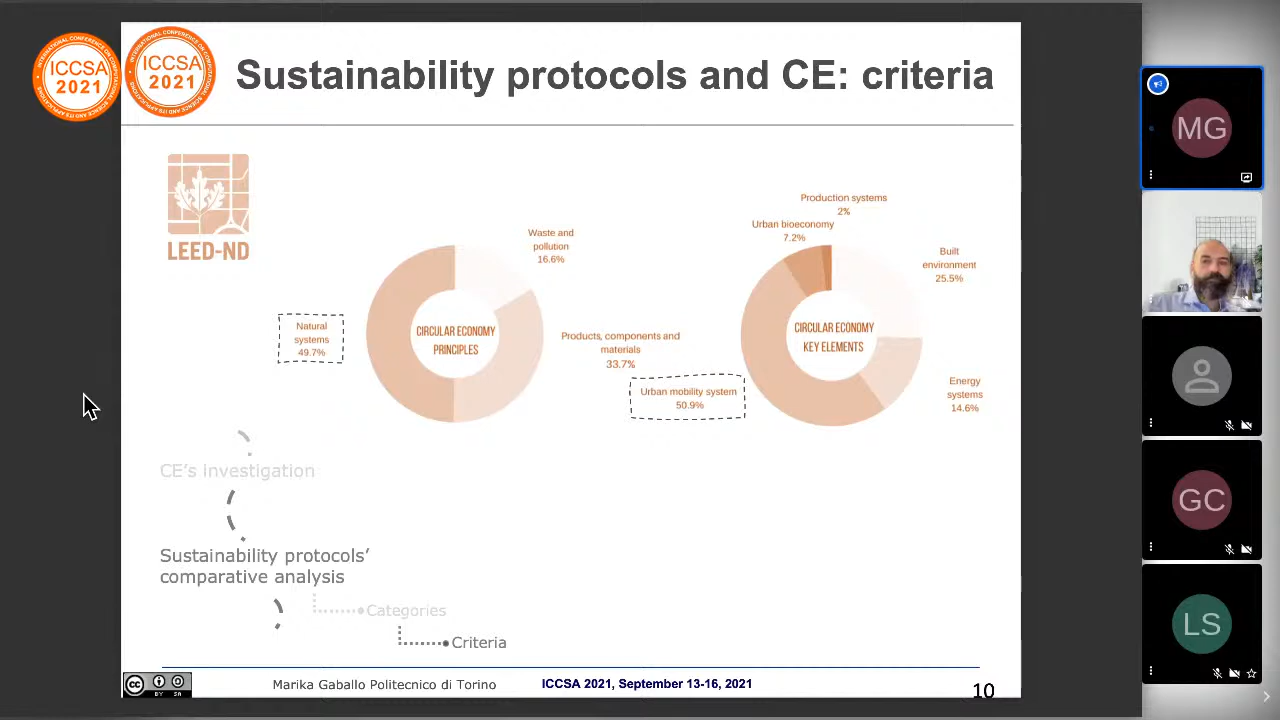 ICCSA
2021
ICCSA
2021
Sustainability protocols and CE: criteria
LEED-ND
Waste and
pollution
16.6%
Natural
systems
49.7%
CIRCULAR ECONOMY
PRINCIPLES
Products, components and
materials
33.7%
Production systems
2%
Urban bioeconomy
7.2%
Built
environment
25.5%
CIRCULAR ECONOMY
KEY ELEMENTS
Urban mobility system
50.9%
Energy
systems
14.6%
CE's investigation
Sustainability protocols'
comparative analysis
Categories
Criteria
cc
BY SA
Marika Gaballo Politecnico di Torino
ICCSA 2021, September 13-16, 2021
10
MG
GC
LS